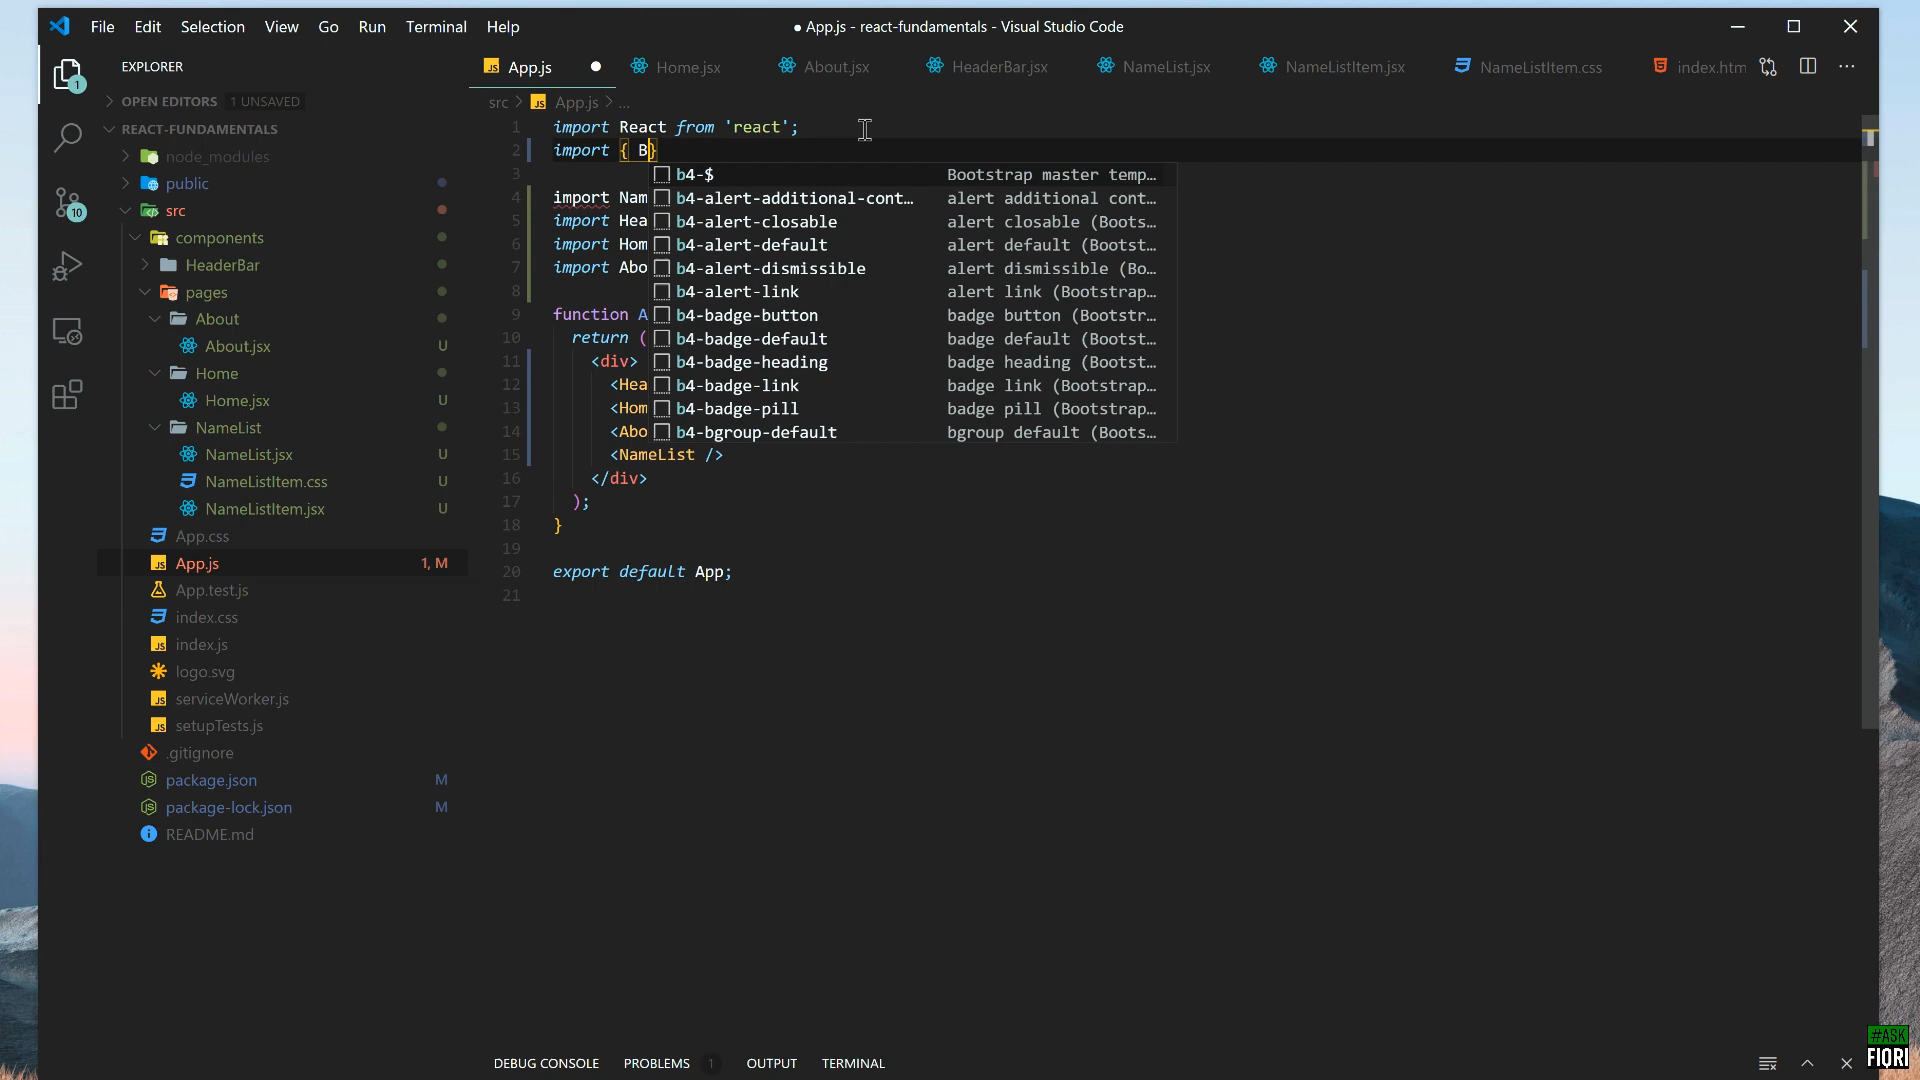 File Edit Selection View Go Run Terminal Help
● App.js - react-fundamentals - Visual Studio Code
EXPLORER
OPEN EDITORS 1 UNSAVED
REACT-FUNDAMENTALS
node_modules
public
src
components
HeaderBar
pages
About
About.jsx U
Home
Home.jsx U
NameList
NameList.jsx U
NameListItem.css U
NameListItem.jsx U
App.css
App.js 1, M
App.test.js
index.css
index.js
logo.svg
serviceWorker.js
setupTests.js
.gitignore
package.json M
package-lock.json M
README.md
1
10
App.js Home.jsx About.jsx HeaderBar.jsx NameList.jsx NameListItem.jsx NameListItem.css index.htm
src > App.js > ...
1 import React from 'react';
2 import { B}
3
4 import Nam
5 import Hea
6 import Hom
7 import Abo
8
9 function A
10 return (
11 <div>
12 <Hea
13 <Hom
14 <Abo
15 <NameList />
16 </div>
17 );
18 }
19
20 export default App;
21
b4-$ Bootstrap master temp…
b4-alert-additional-cont… alert additional cont…
b4-alert-closable alert closable (Boots…
b4-alert-default alert default (Bootst…
b4-alert-dismissible alert dismissible (Bo…
b4-alert-link alert link (Bootstrap…
b4-badge-button badge button (Bootstr…
b4-badge-default badge default (Bootst…
b4-badge-heading badge heading (Bootst…
b4-badge-link badge link (Bootstrap…
b4-badge-pill badge pill (Bootstrap…
b4-bgroup-default bgroup default (Boots…
DEBUG CONSOLE PROBLEMS 1 OUTPUT TERMINAL
#ASK
FIORI